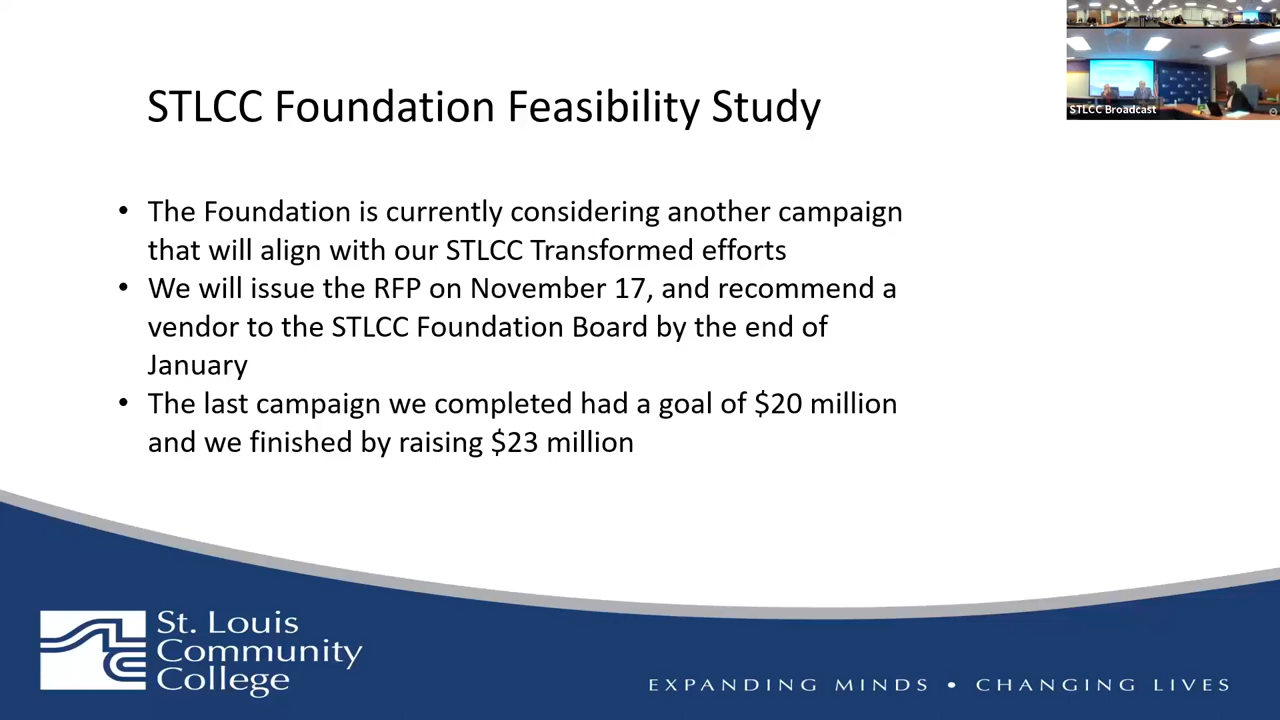 STLCC Foundation Feasibility Study
STLCC Broadcast
• The Foundation is currently considering another campaign
that will align with our STLCC Transformed efforts
• We will issue the RFP on November 17, and recommend a
vendor to the STLCC Foundation Board by the end of
January
• The last campaign we completed had a goal of $20 million
and we finished by raising $23 million
St. Louis
Community
College
EXPANDING MINDS • CHANGING LIVES